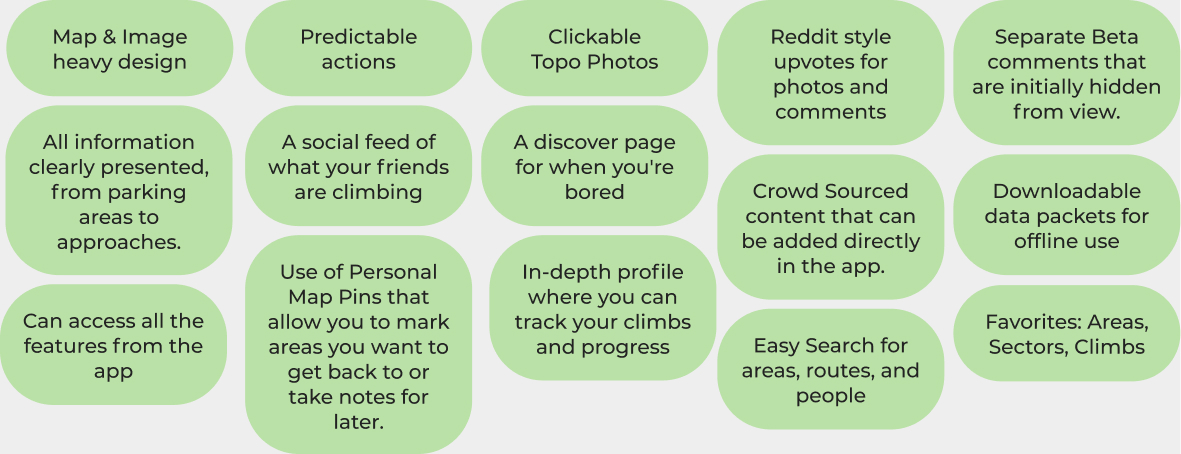 Map & Image
heavy design
All information
clearly presented,
from parking
areas to
approaches.
Can access all the
features from the
app
Predictable
actions
A social feed of
what your friends
are climbing
Use of Personal
Map Pins that
allow you to mark
areas you want to
get back to or
take notes for
later.
Clickable
Topo Photos
A discover page
for when you're
bored
In-depth profile
where you can
track your climbs
and progress
Reddit style
upvotes for
photos and
comments
Crowd Sourced
content that can
be added directly
in the app.
Easy Search for
areas, routes, and
people
Separate Beta
comments that
are initially hidden
from view.
Downloadable
data packets for
offline use
Favorites: Areas,
Sectors, Climbs